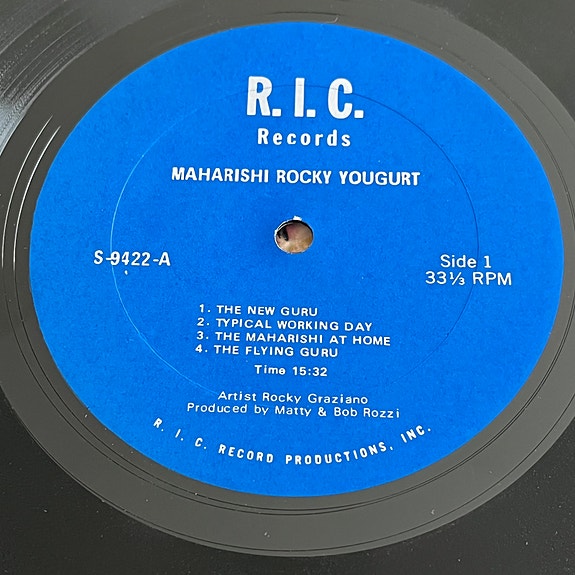 R. I. C.
Records
MAHARISHI ROCKY YOUGURT
S-9422-A
Side 1
33⅓ RPM
1. THE NEW GURU
2. TYPICAL WORKING DAY
3. THE MAHARISHI AT HOME
4. THE FLYING GURU
Time 15:32
Artist Rocky Graziano
Produced by Matty & Bob Rozzi
R. I. C. RECORD PRODUCTIONS, INC.